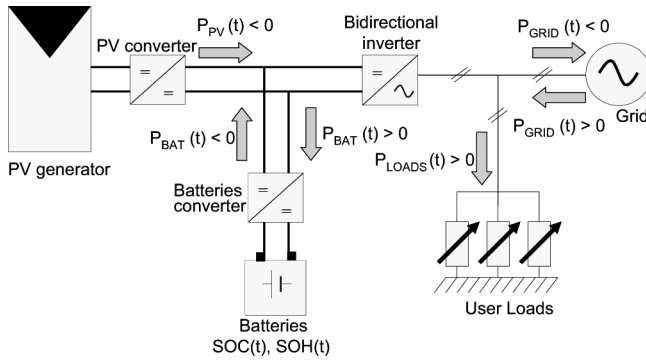 P_PV (t) < 0
P_GRID (t) < 0
PV converter
Bidirectional
inverter
=
=
=
P_BAT (t) < 0
P_BAT (t) > 0
P_GRID (t) > 0
Grid
PV generator
P_LOADS (t) > 0
Batteries
converter
=
=
User Loads
Batteries
SOC(t), SOH(t)